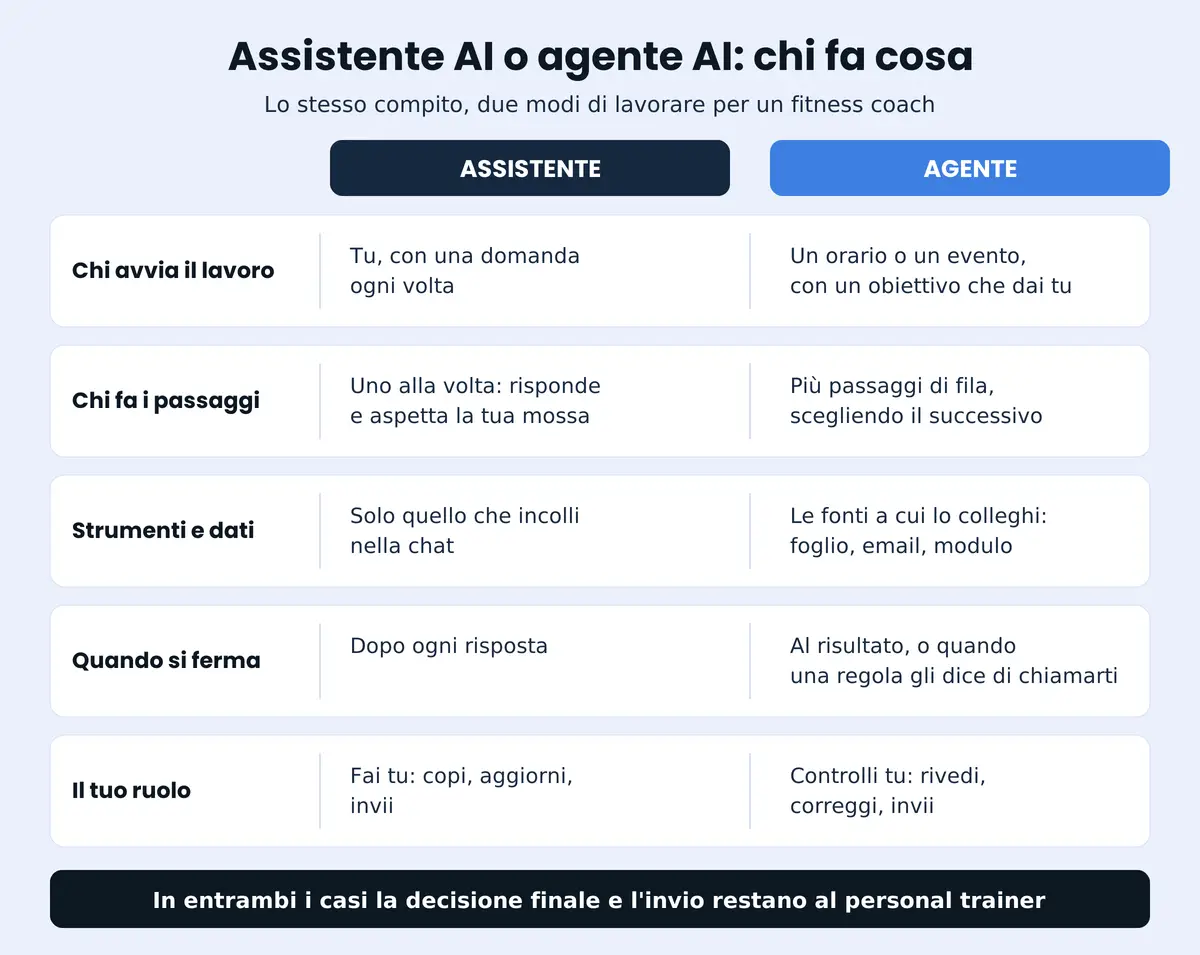 Assistente AI o agente AI: chi fa cosa
Lo stesso compito, due modi di lavorare per un fitness coach
ASSISTENTE
AGENTE
Chi avvia il lavoro
Tu, con una domanda
ogni volta
Un orario o un evento,
con un obiettivo che dai tu
Chi fa i passaggi
Uno alla volta: risponde
e aspetta la tua mossa
Più passaggi di fila,
scegliendo il successivo
Strumenti e dati
Solo quello che incolli
nella chat
Le fonti a cui lo colleghi:
foglio, email, modulo
Quando si ferma
Dopo ogni risposta
Al risultato, o quando
una regola gli dice di chiamarti
Il tuo ruolo
Fai tu: copi, aggiorni,
invii
Controlli tu: rivedi,
correggi, invii
In entrambi i casi la decisione finale e l'invio restano al personal trainer